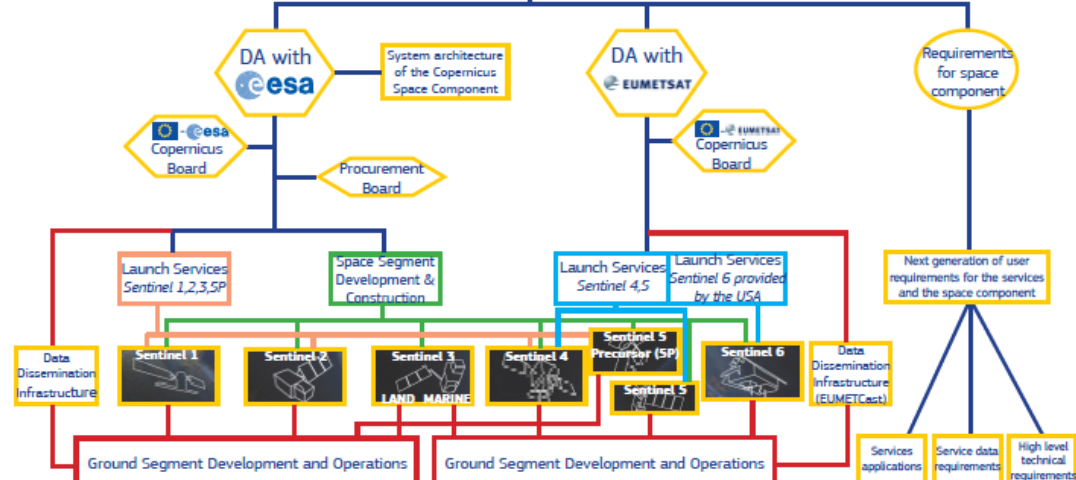 DA with
esa
System architecture
of the Copernicus
Space Component
DA with
EUMETSAT
Requirements
for space
component
- esa
Copernicus
Board
Procurement
Board
- EUMETSAT
Copernicus
Board
Launch Services
Sentinel 1,2,3,5P
Space Segment
Development &
Construction
Launch Services
Sentinel 4,5
Launch Services
Sentinel 6 provided
by the USA
Next generation of user
requirements for the services
and the space component
Data
Dissemination
Infrastructure
Sentinel 1
Sentinel-2
Sentinel 3
LAND MARINE
Sentinel 4
Sentinel 5
Precursor (5P)
Sentinel 5
Sentinel 6
Data
Dissemination
Infrastructure
(EUMETCast)
Ground Segment Development and Operations
Ground Segment Development and Operations
Services
applications
Service data
requirements
High level
technical
requirements